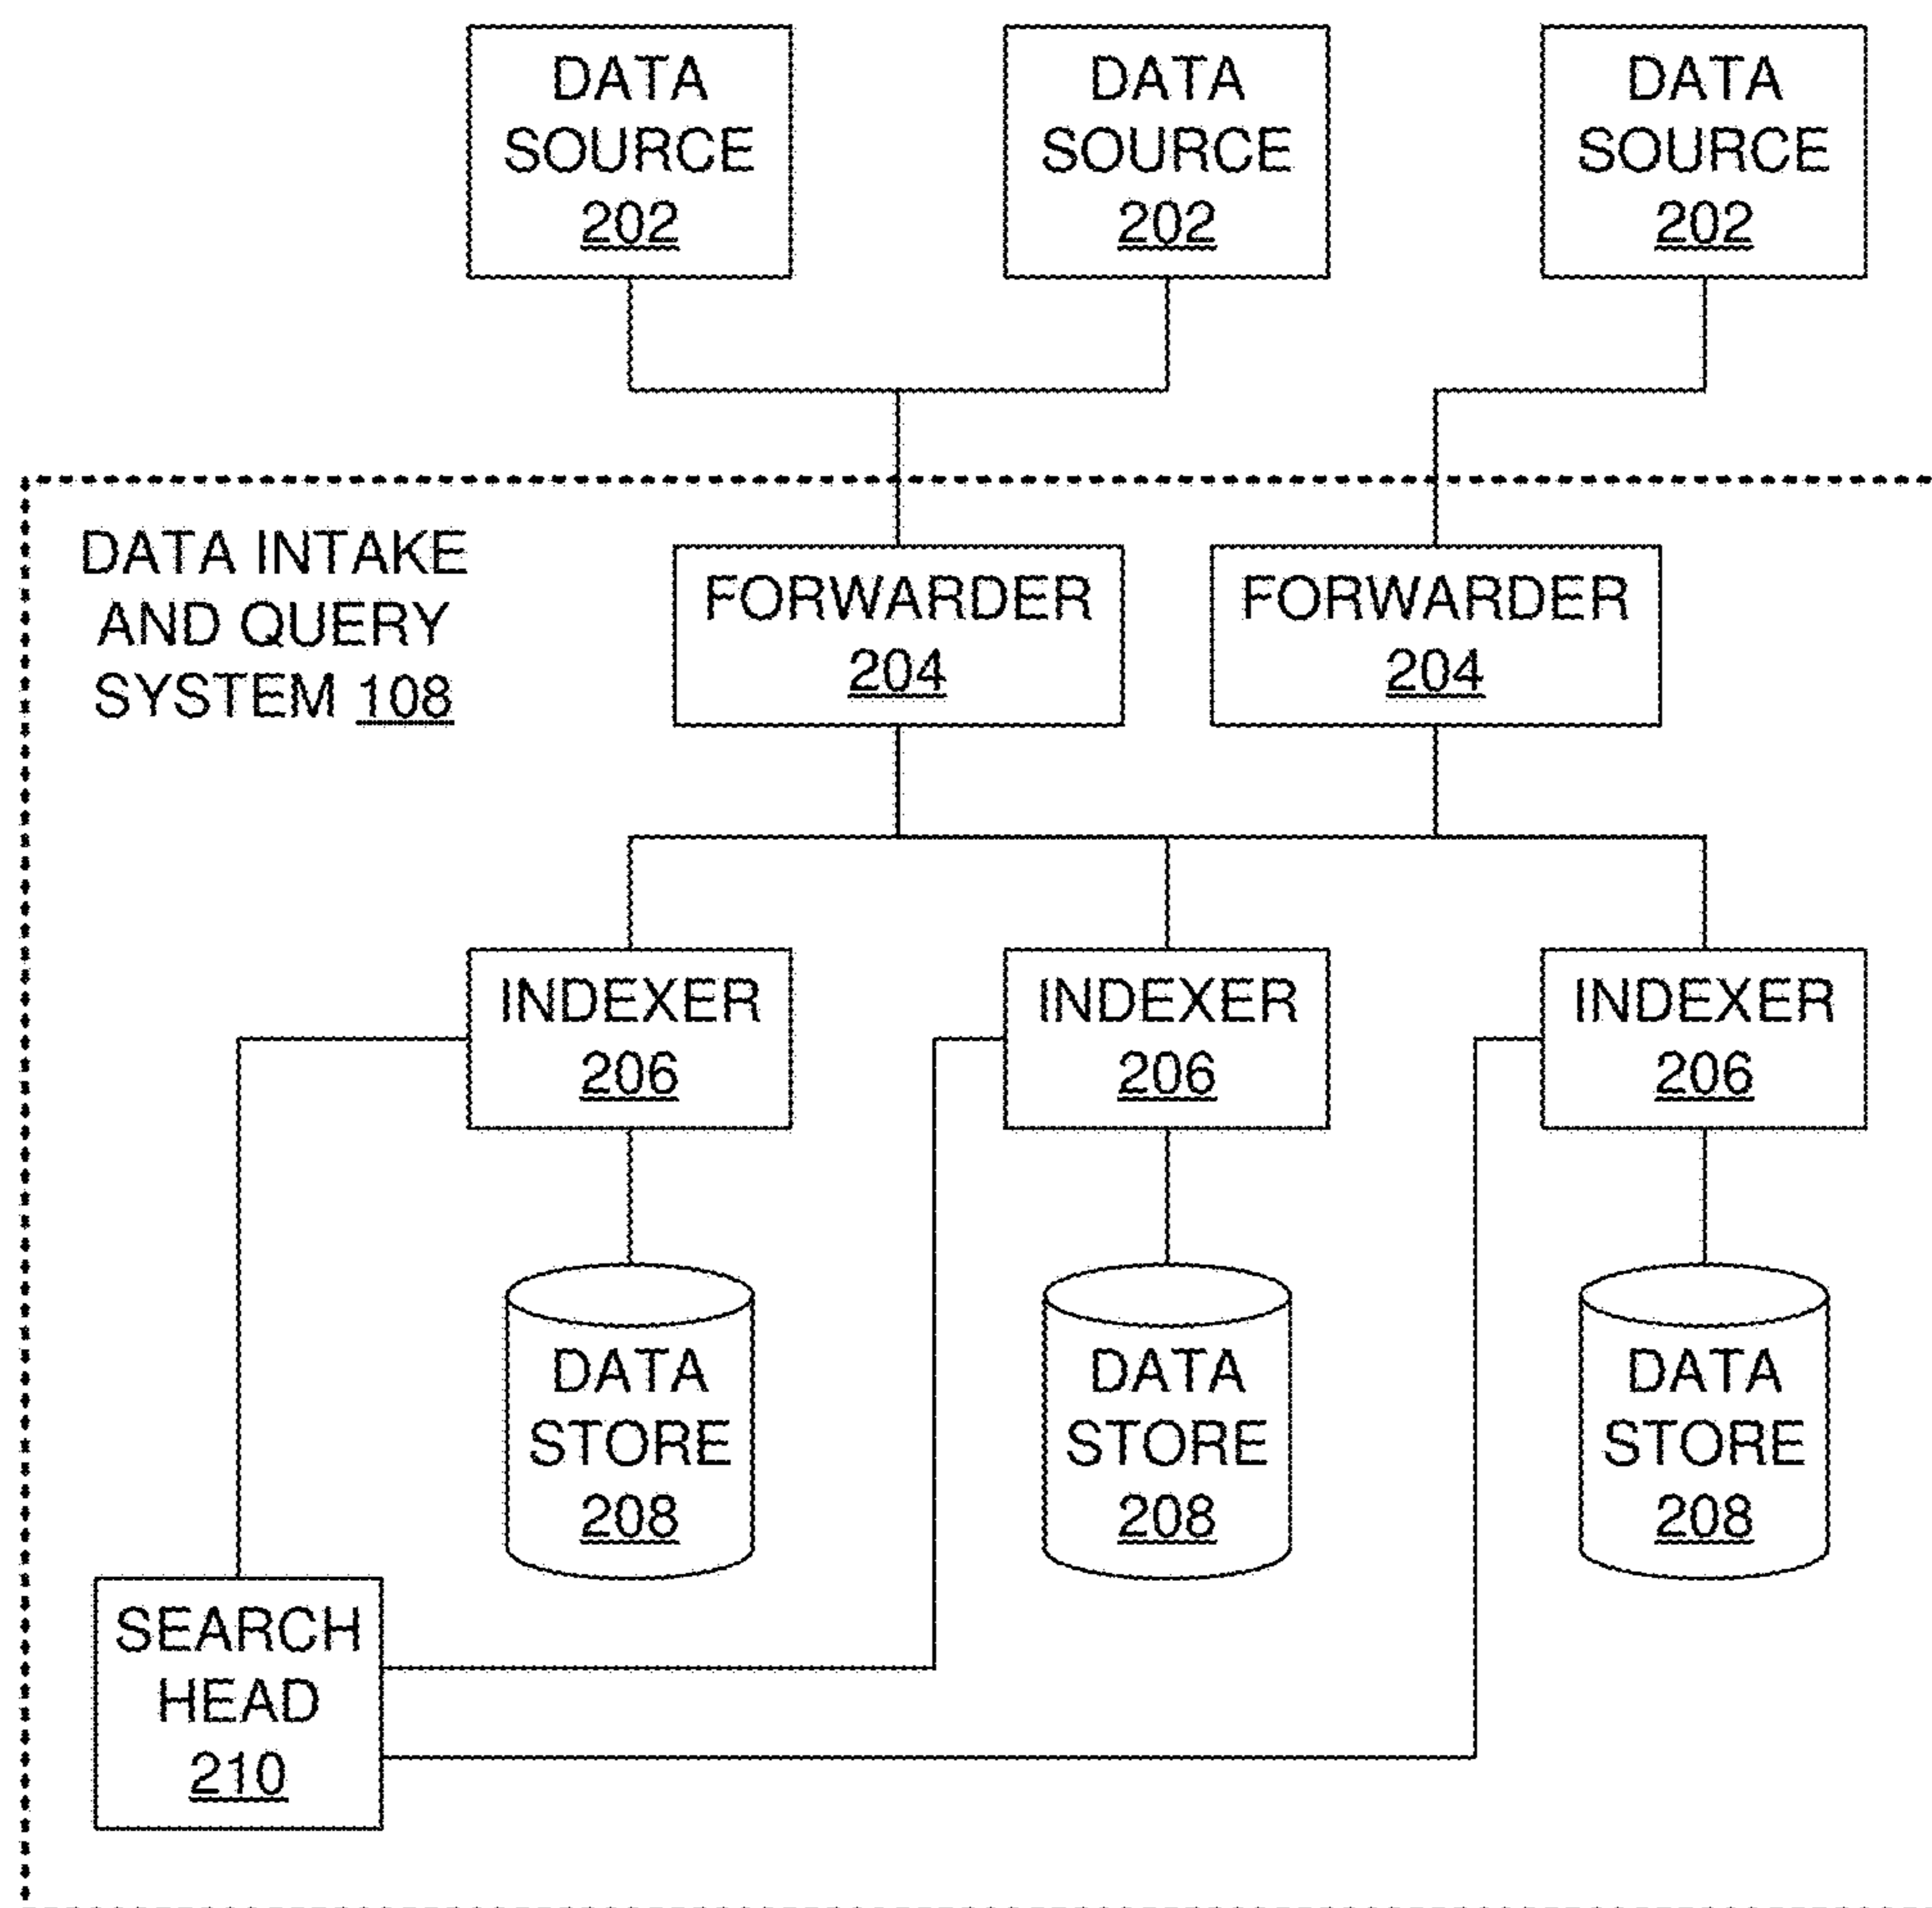 DATA
SOURCE
202
DATA
SOURCE
202
DATA
SOURCE
202
DATA INTAKE
AND QUERY
SYSTEM 108
FORWARDER
204
FORWARDER
204
INDEXER
206
INDEXER
206
INDEXER
206
DATA
STORE
208
DATA
STORE
208
DATA
STORE
208
SEARCH
HEAD
210